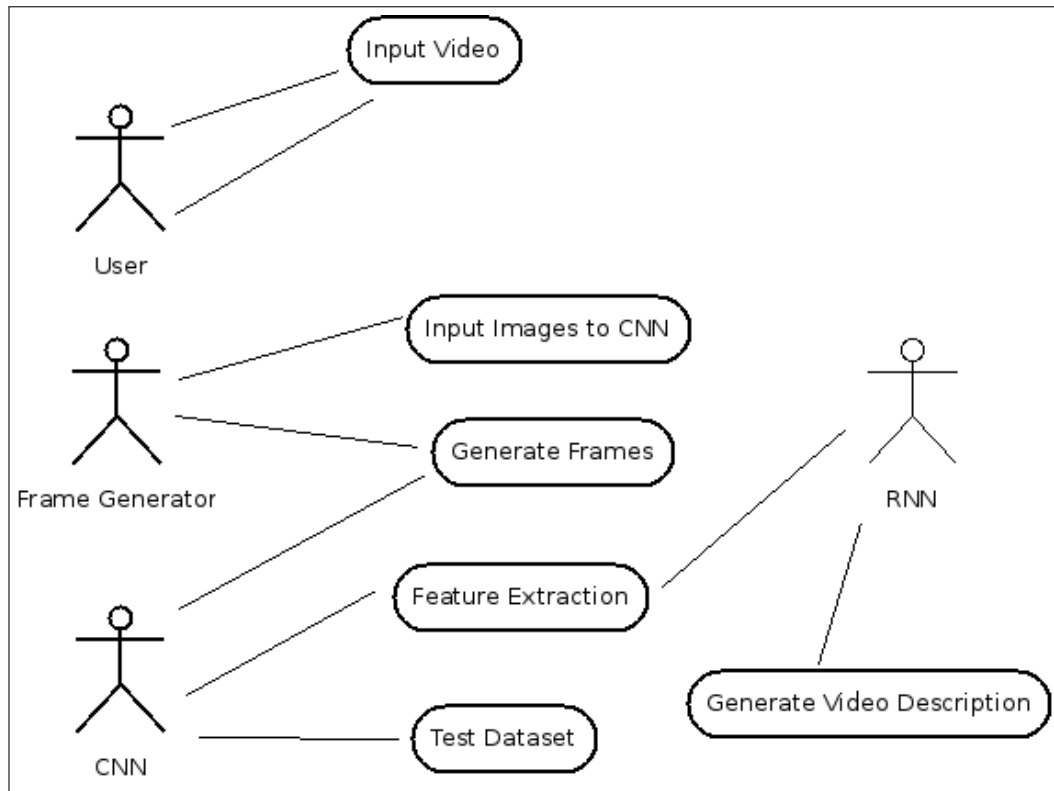 Input Video
User
Input Images to CNN
Generate Frames
Frame Generator
RNN
Feature Extraction
Generate Video Description
Test Dataset
CNN